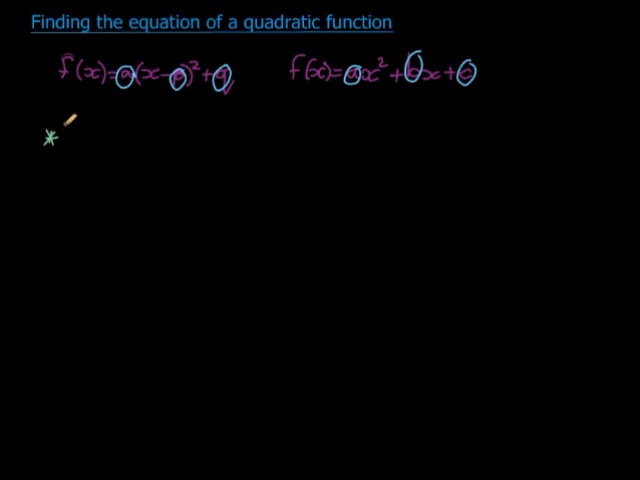 Finding the equation of a quadratic function
f(x)=a(x-p)²+q f(x)=ax²+bx+c
*